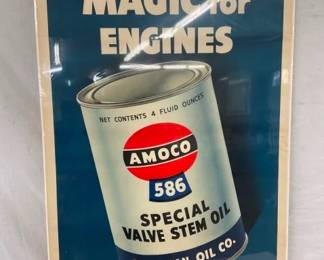 MAGIC for
ENGINES
NET CONTENTS 4 FLUID OUNCES
AMOCO
586
SPECIAL
VALVE STEM OIL
OIL CO.